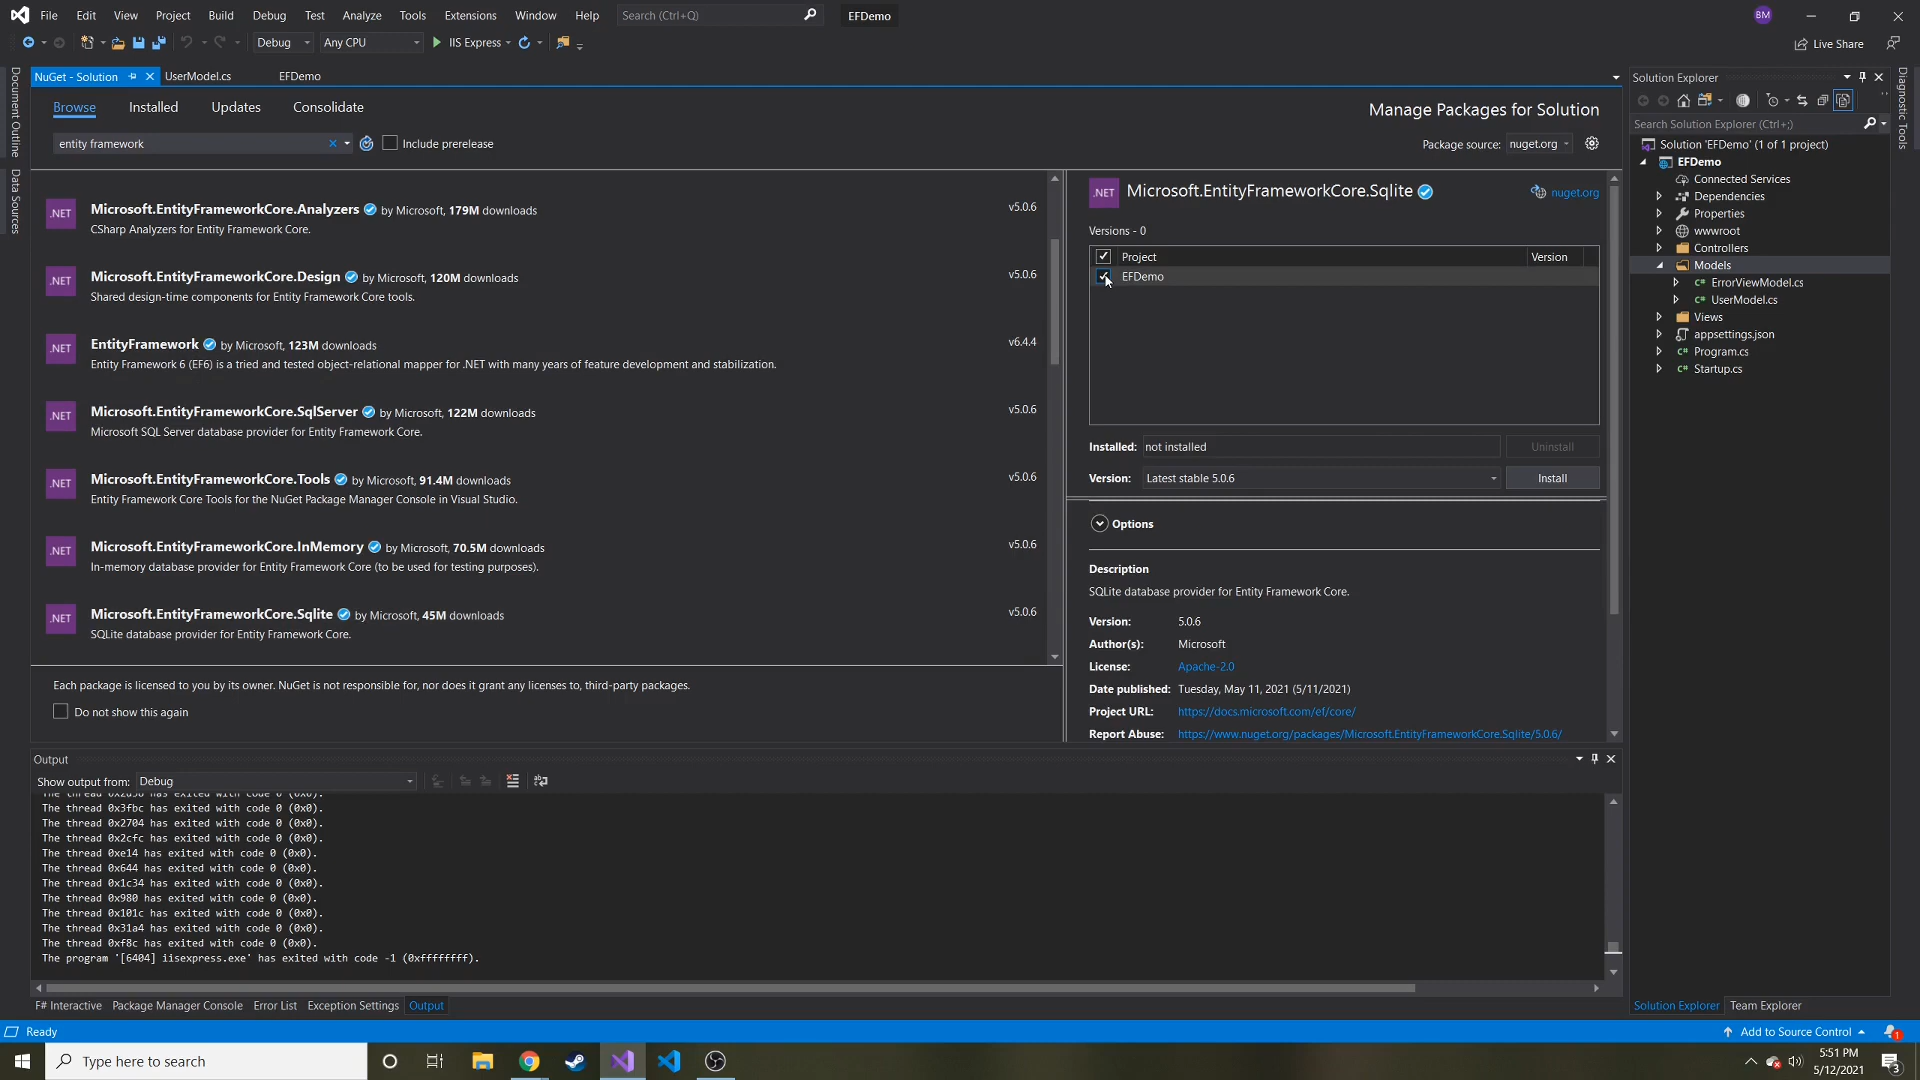 File Edit View Project Build Debug Test Analyze Tools Extensions Window Help Search (Ctrl+Q) EFDemo BM
Debug Any CPU IIS Express Live Share
NuGet - Solution UserModel.cs EFDemo
Document Outline
Data Sources
Browse Installed Updates Consolidate Manage Packages for Solution
entity framework Include prerelease Package source: nuget.org
.NET Microsoft.EntityFrameworkCore.Analyzers by Microsoft, 179M downloads v5.0.6
CSharp Analyzers for Entity Framework Core.
.NET Microsoft.EntityFrameworkCore.Design by Microsoft, 120M downloads v5.0.6
Shared design-time components for Entity Framework Core tools.
.NET EntityFramework by Microsoft, 123M downloads v6.4.4
Entity Framework 6 (EF6) is a tried and tested object-relational mapper for .NET with many years of feature development and stabilization.
.NET Microsoft.EntityFrameworkCore.SqlServer by Microsoft, 122M downloads v5.0.6
Microsoft SQL Server database provider for Entity Framework Core.
.NET Microsoft.EntityFrameworkCore.Tools by Microsoft, 91.4M downloads v5.0.6
Entity Framework Core Tools for the NuGet Package Manager Console in Visual Studio.
.NET Microsoft.EntityFrameworkCore.InMemory by Microsoft, 70.5M downloads v5.0.6
In-memory database provider for Entity Framework Core (to be used for testing purposes).
.NET Microsoft.EntityFrameworkCore.Sqlite by Microsoft, 45M downloads v5.0.6
SQLite database provider for Entity Framework Core.
Each package is licensed to you by its owner. NuGet is not responsible for, nor does it grant any licenses to, third-party packages.
Do not show this again
.NET Microsoft.EntityFrameworkCore.Sqlite nuget.org
Versions - 0
Project Version
EFDemo
Installed: not installed Uninstall
Version: Latest stable 5.0.6 Install
Options
Description
SQLite database provider for Entity Framework Core.
Version: 5.0.6
Author(s): Microsoft
License: Apache-2.0
Date published: Tuesday, May 11, 2021 (5/11/2021)
Project URL: https://docs.microsoft.com/ef/core/
Report Abuse: https://www.nuget.org/packages/Microsoft.EntityFrameworkCore.Sqlite/5.0.6/
Solution Explorer
Search Solution Explorer (Ctrl+;)
Solution 'EFDemo' (1 of 1 project)
EFDemo
Connected Services
Dependencies
Properties
wwwroot
Controllers
Models
C# ErrorViewModel.cs
C# UserModel.cs
Views
appsettings.json
C# Program.cs
C# Startup.cs
Solution Explorer Team Explorer
Diagnostic Tools
Output
Show output from: Debug
The thread 0x3fbc has exited with code 0 (0x0).
The thread 0x2704 has exited with code 0 (0x0).
The thread 0x2cfc has exited with code 0 (0x0).
The thread 0xe14 has exited with code 0 (0x0).
The thread 0x644 has exited with code 0 (0x0).
The thread 0x1c34 has exited with code 0 (0x0).
The thread 0x980 has exited with code 0 (0x0).
The thread 0x101c has exited with code 0 (0x0).
The thread 0x31a4 has exited with code 0 (0x0).
The thread 0xf8c has exited with code 0 (0x0).
The program '[6404] iisexpress.exe' has exited with code -1 (0xffffffff).
F# Interactive Package Manager Console Error List Exception Settings Output
Ready Add to Source Control 1
Type here to search 5:51 PM
5/12/2021 3